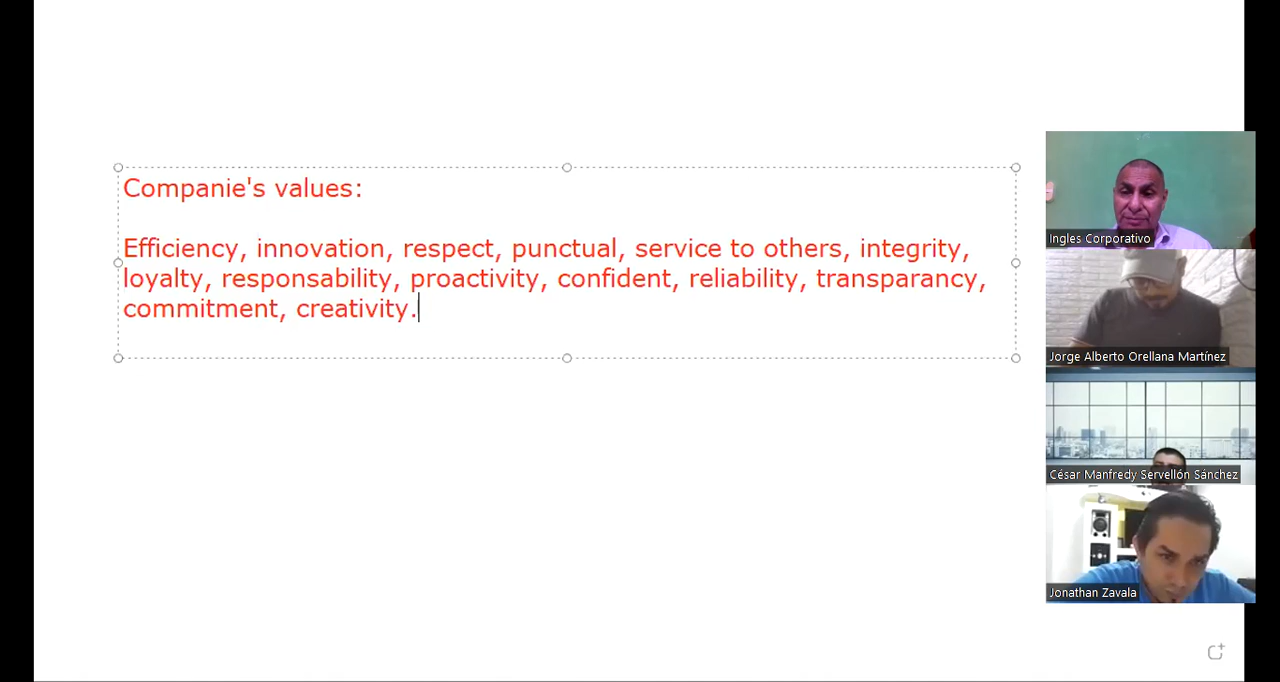 Companie's values:
Efficiency, innovation, respect, punctual, service to others, integrity,
loyalty, responsability, proactivity, confident, reliability, transparancy,
commitment, creativity.
Ingles Corporativo
Jorge Alberto Orellana Martínez
César Manfredy Servellón Sánchez
Jonathan Zavala